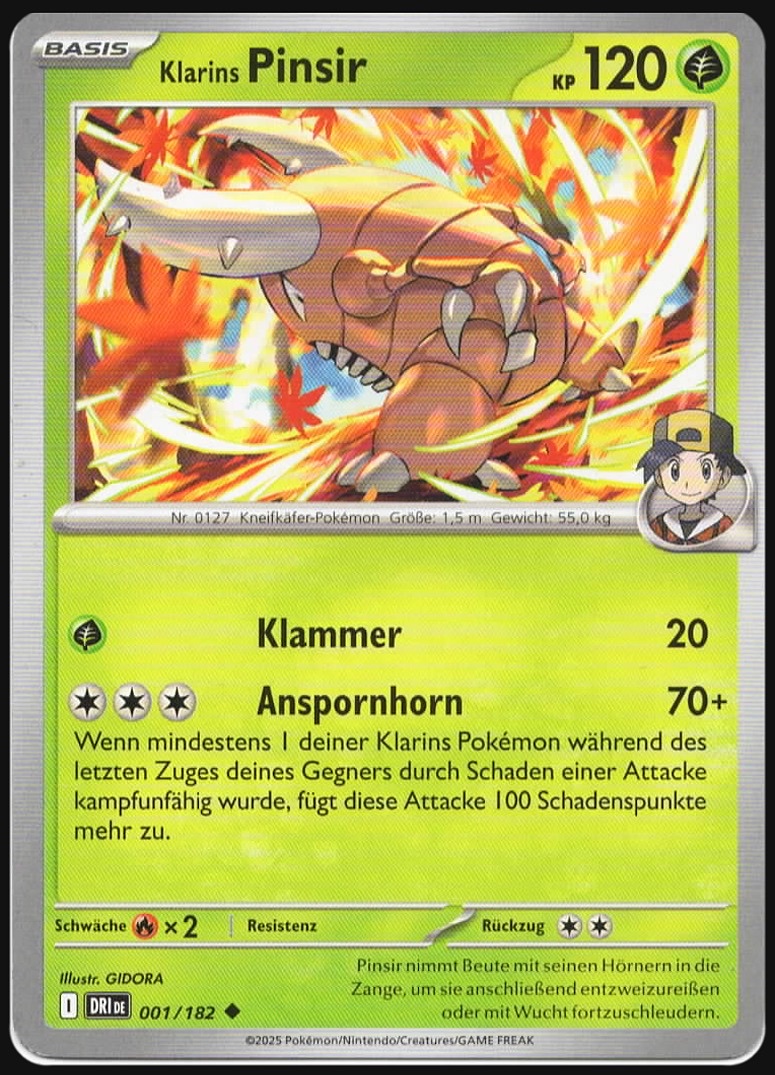 BASIS
Klarins Pinsir
KP 120
Nr. 0127 Kneifkäfer-Pokémon Größe: 1,5 m Gewicht: 55,0 kg
Klammer 20
Anspornhorn 70+
Wenn mindestens 1 deiner Klarins Pokémon während des
letzten Zuges deines Gegners durch Schaden einer Attacke
kampfunfähig wurde, fügt diese Attacke 100 Schadenspunkte
mehr zu.
Schwäche ×2 Resistenz Rückzug
Illustr. GIDORA
Pinsir nimmt Beute mit seinen Hörnern in die
Zange, um sie anschließend entzweizureißen
oder mit Wucht fortzuschleudern.
I DRI DE 001/182
©2025 Pokémon/Nintendo/Creatures/GAME FREAK